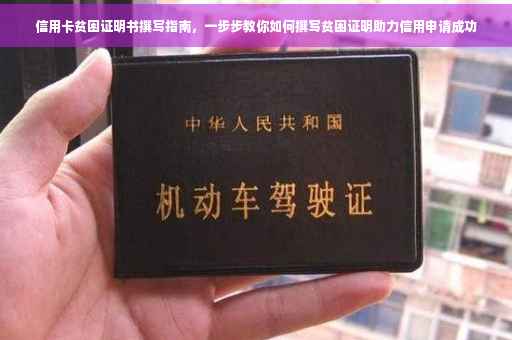 信用卡贫困证明书撰写指南，一步步教你如何撰写贫困证明助力信用申请成功
中华人民共和国
机动车驾驶证